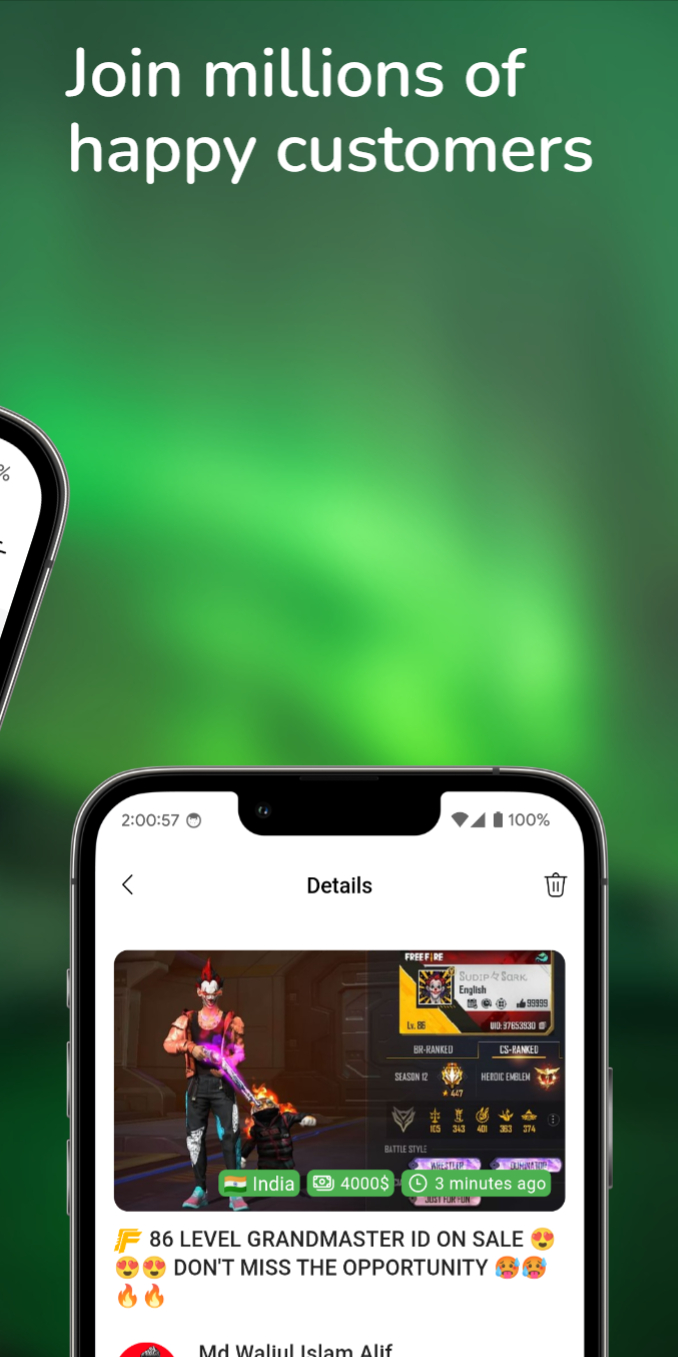 Join millions of
happy customers
%
2:00:57
100%
Details
FREE FIRE
SUDIP SARK.
English
99999
Lv. 86
UID:37653930
BR-RANKED
CS-RANKED
SEASON 12
447
HEROIC EMBLEM
165 343 401 363 374
BATTLE STYLE
WRESTLER
DOMINATOR
JUST FOR FUN
India
4000$
3 minutes ago
86 LEVEL GRANDMASTER ID ON SALE 😍
😍😍 DON'T MISS THE OPPORTUNITY 🥵🥵
🔥🔥
Md Waliul Islam Alif